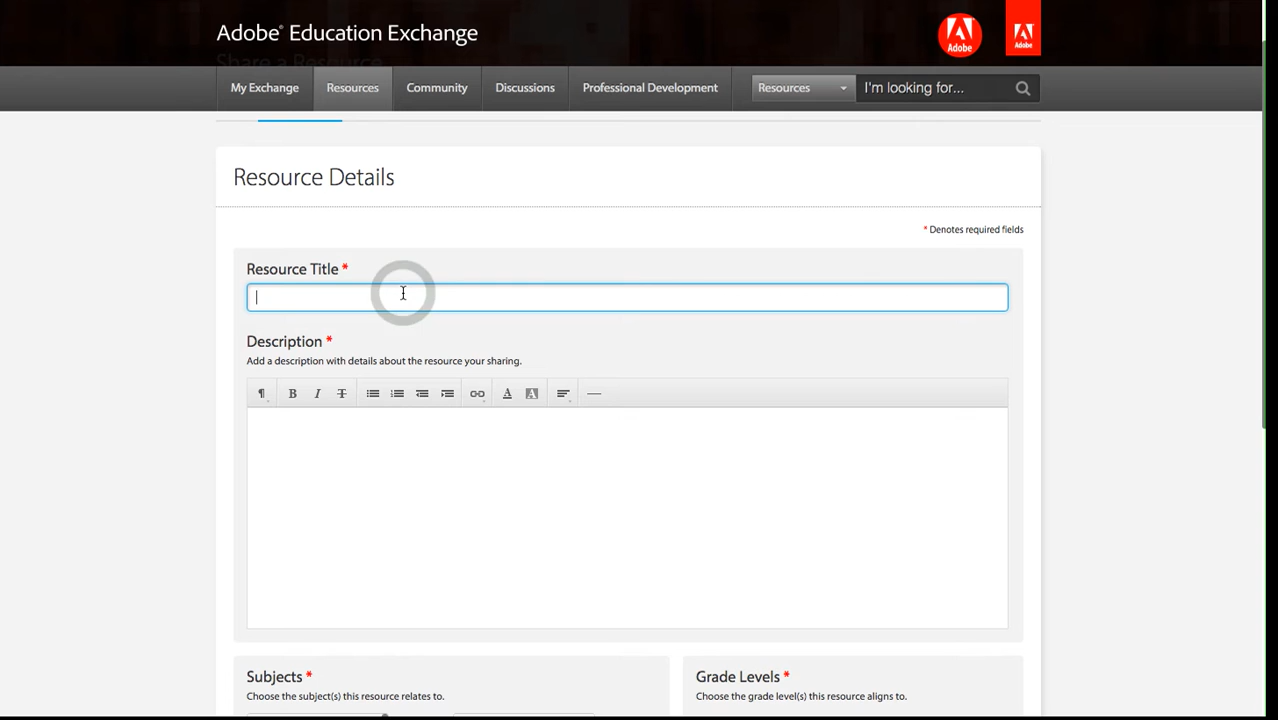 Adobe® Education Exchange
Adobe
Adobe
Share a Resource
My Exchange
Resources
Community
Discussions
Professional Development
Resources
I'm looking for...
Resource Details
* Denotes required fields
Resource Title *
Description *
Add a description with details about the resource your sharing.
¶ B I T A A
Subjects *
Choose the subject(s) this resource relates to.
Grade Levels *
Choose the grade level(s) this resource aligns to.